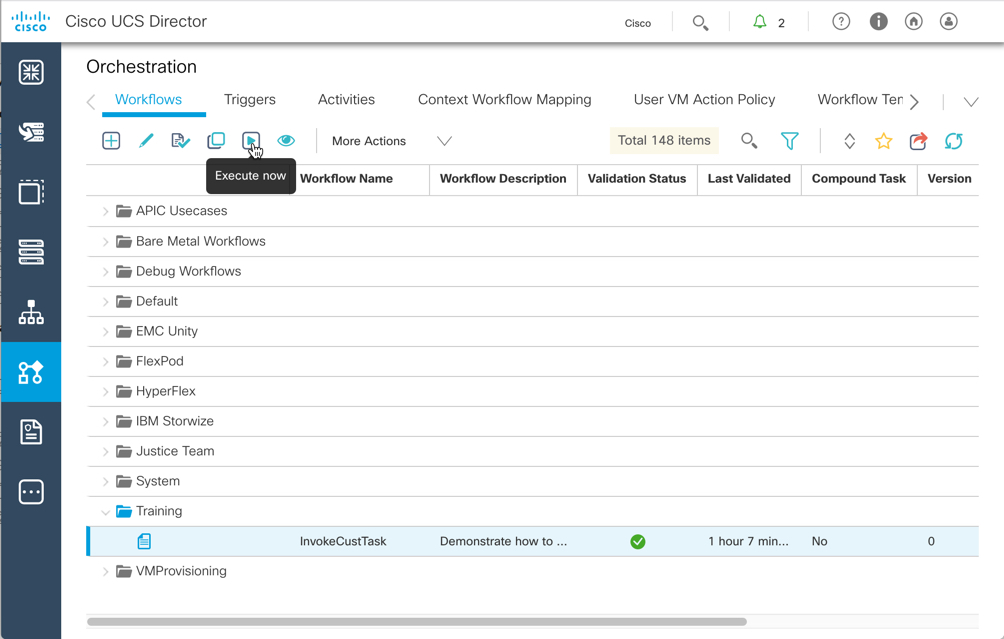 CISCO
Cisco UCS Director
Cisco
2
Orchestration
Workflows Triggers Activities Context Workflow Mapping User VM Action Policy Workflow Ten
More Actions Total 148 items
Execute now
Workflow Name Workflow Description Validation Status Last Validated Compound Task Version
APIC Usecases
Bare Metal Workflows
Debug Workflows
Default
EMC Unity
FlexPod
HyperFlex
IBM Storwize
Justice Team
System
Training
InvokeCustTask Demonstrate how to ... 1 hour 7 min... No 0
VMProvisioning